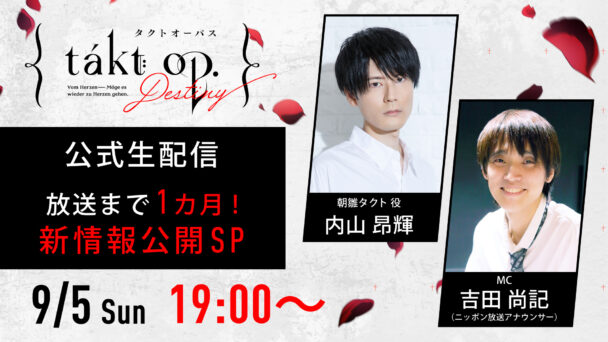 タクトオーパス
takt op.
Destiny
Vom Herzen— Möge es
wieder zu Herzen gehen.
公式生配信
放送まで1カ月!
新情報公開SP
9/5 Sun 19:00～
朝雛タクト 役
内山 昂輝
MC
吉田 尚記
(ニッポン放送アナウンサー)